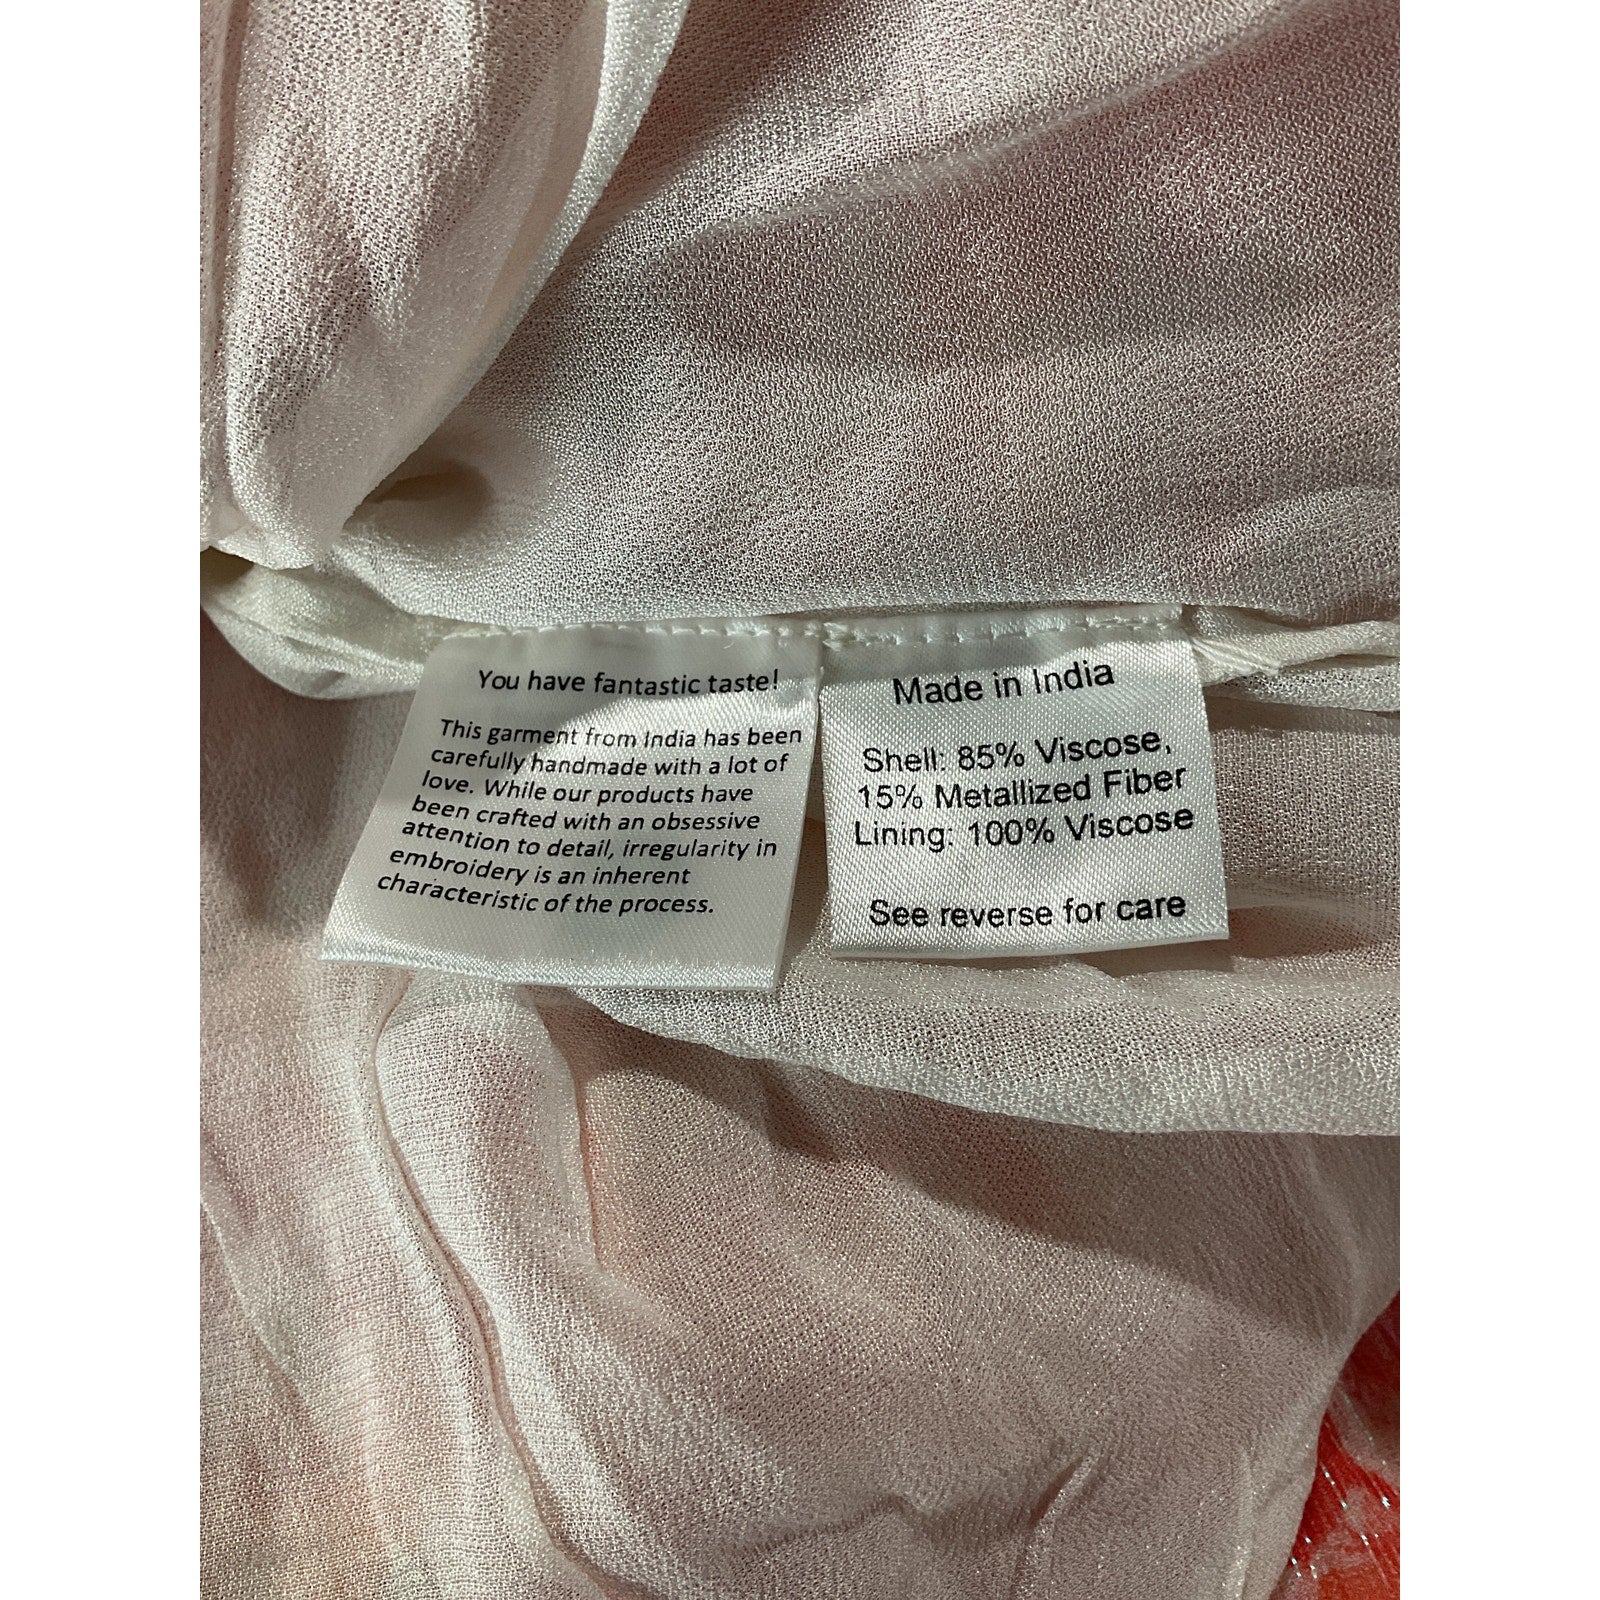 You have fantastic taste!
This garment from India has been
carefully handmade with a lot of
love. While our products have
been crafted with an obsessive
attention to detail, irregularity in
embroidery is an inherent
characteristic of the process.
Made in India
Shell: 85% Viscose,
15% Metallized Fiber
Lining: 100% Viscose
See reverse for care